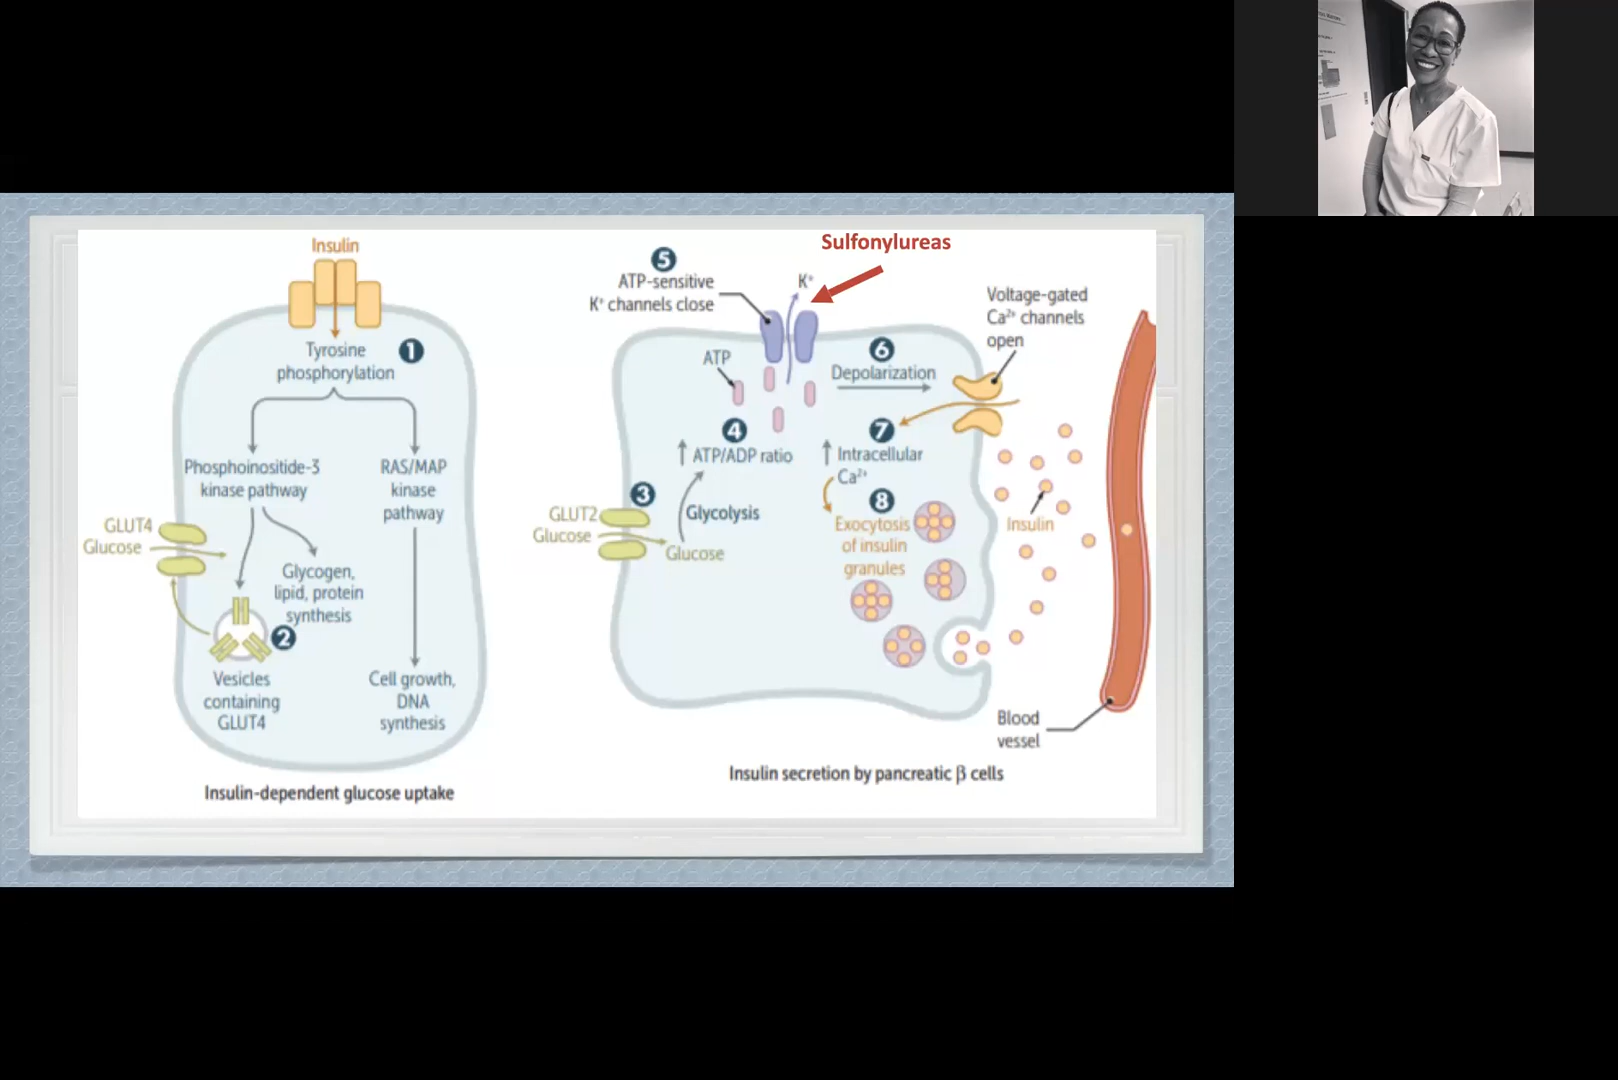 Insulin
Tyrosine
phosphorylation
1
Phosphoinositide-3
kinase pathway
RAS/MAP
kinase
pathway
GLUT4
Glucose
Glycogen,
lipid, protein
synthesis
2
Vesicles
containing
GLUT4
Cell growth,
DNA
synthesis
Insulin-dependent glucose uptake
Sulfonylureas
5
ATP-sensitive
K⁺ channels close
K⁺
Voltage-gated
Ca²⁺ channels
open
ATP
6
Depolarization
4
↑ ATP/ADP ratio
7
↑ Intracellular
Ca²⁺
3
GLUT2
Glucose
Glycolysis
Glucose
8
Exocytosis
of insulin
granules
Insulin
Blood
vessel
Insulin secretion by pancreatic β cells